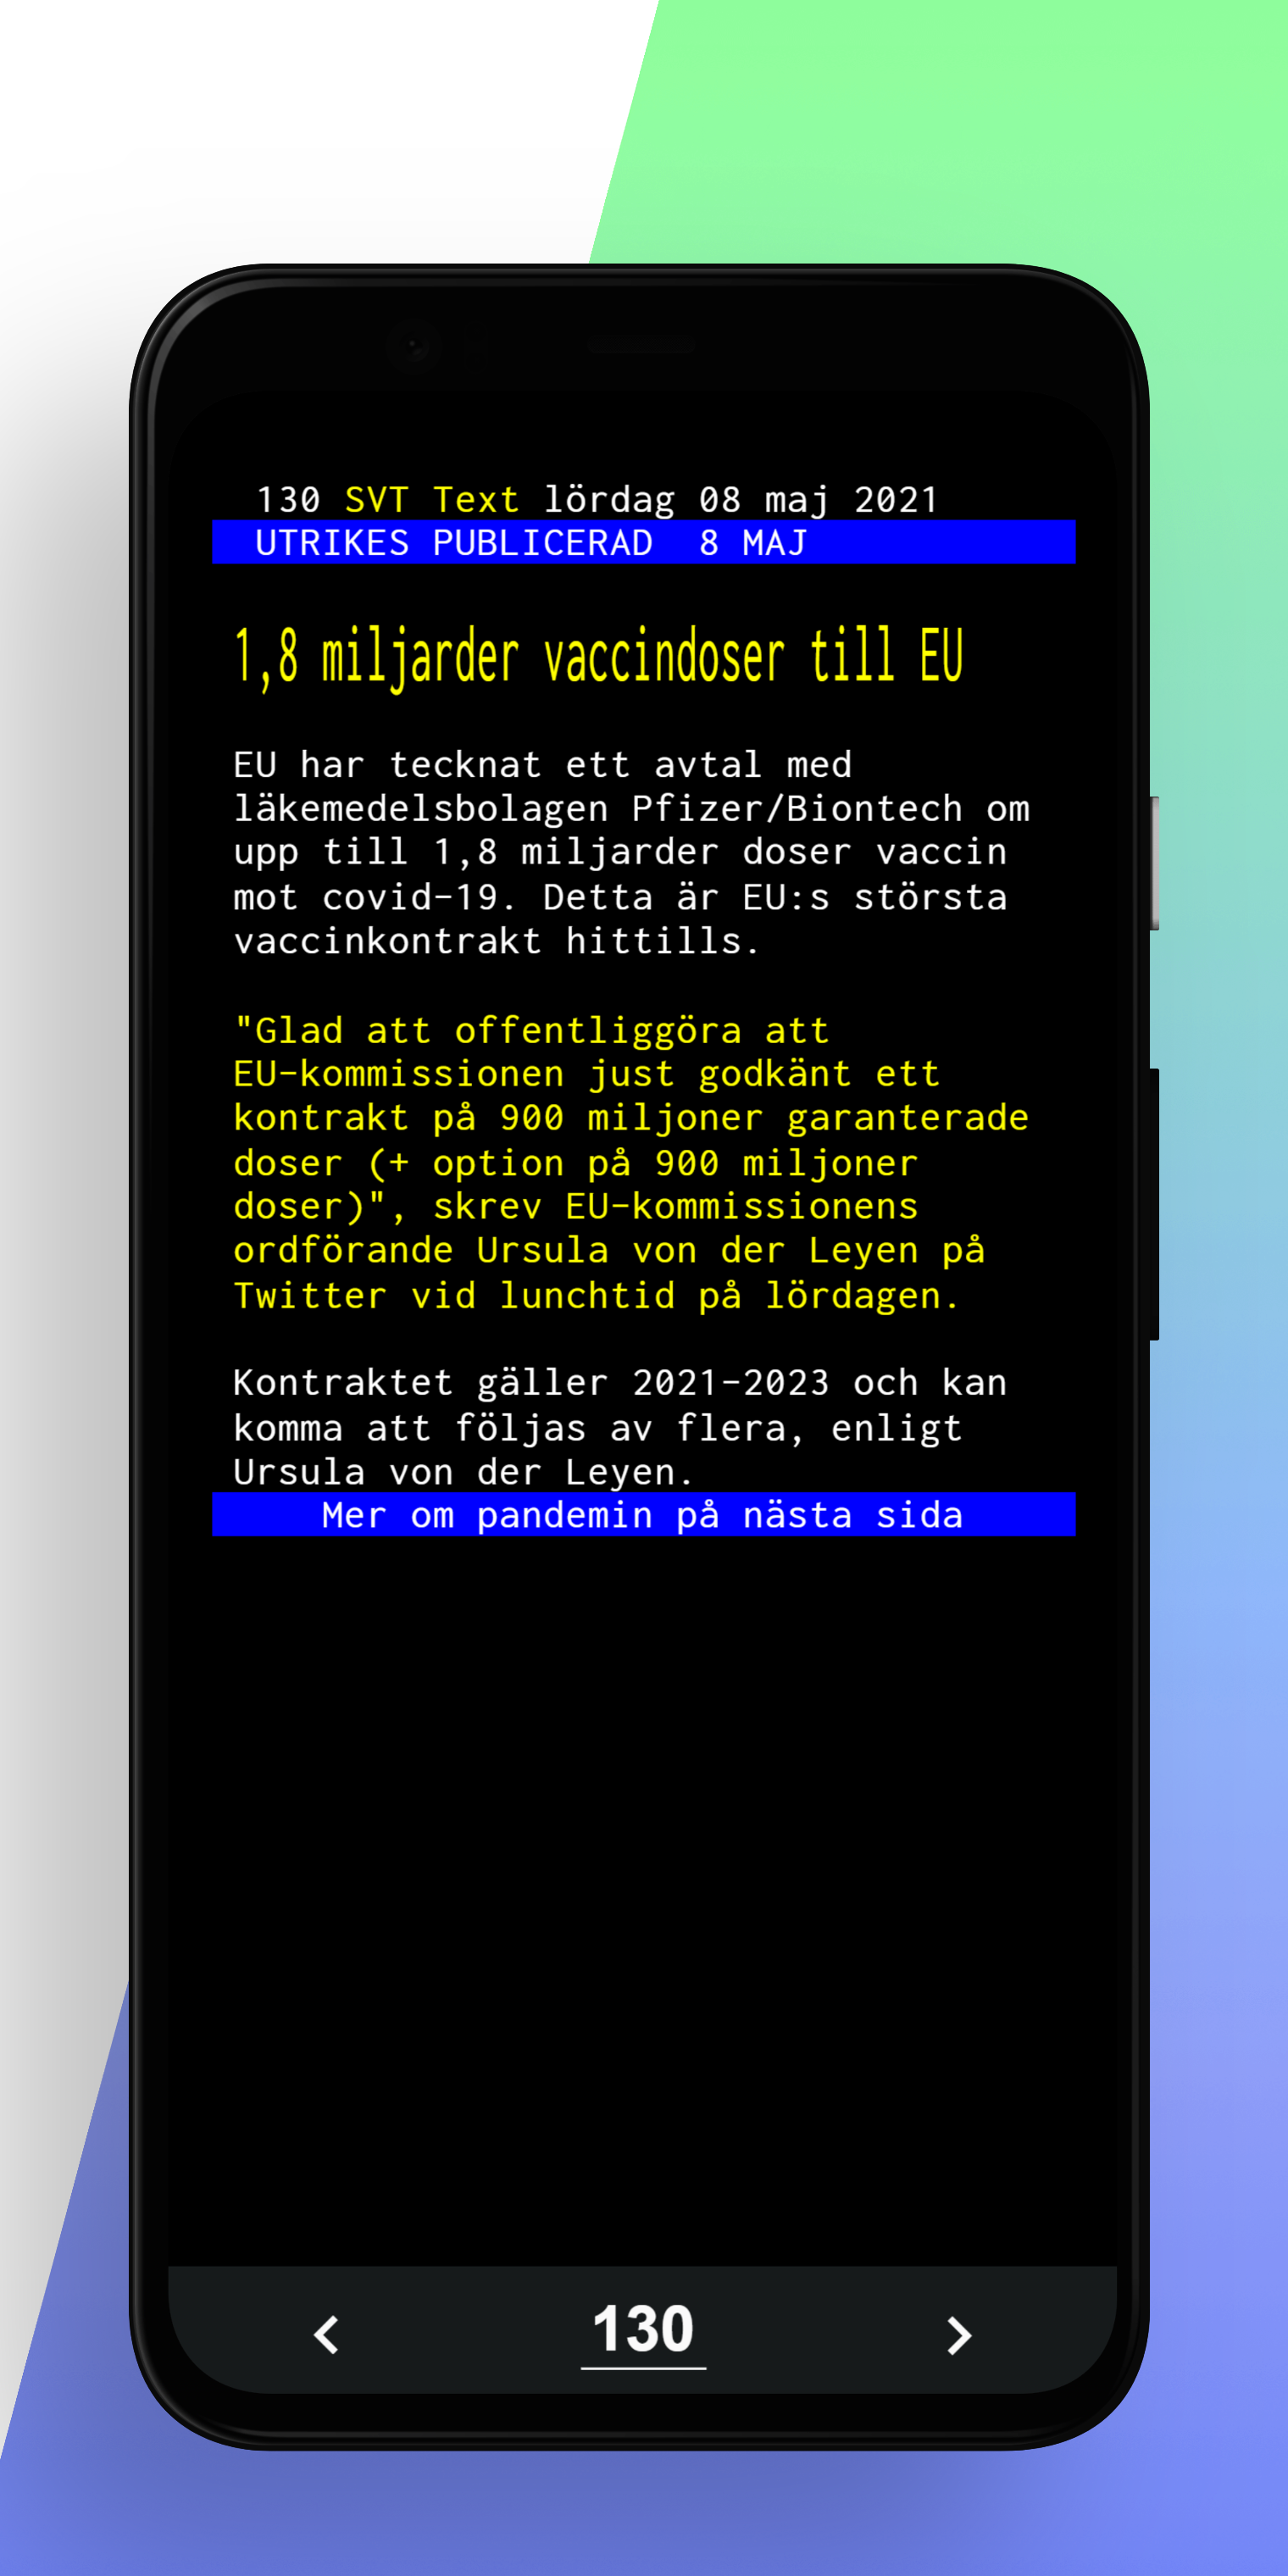 130 SVT Text lördag 08 maj 2021
UTRIKES PUBLICERAD  8 MAJ
1,8 miljarder vaccindoser till EU
EU har tecknat ett avtal med
läkemedelsbolagen Pfizer/Biontech om
upp till 1,8 miljarder doser vaccin
mot covid-19. Detta är EU:s största
vaccinkontrakt hittills.
"Glad att offentliggöra att
EU-kommissionen just godkänt ett
kontrakt på 900 miljoner garanterade
doser (+ option på 900 miljoner
doser)", skrev EU-kommissionens
ordförande Ursula von der Leyen på
Twitter vid lunchtid på lördagen.
Kontraktet gäller 2021-2023 och kan
komma att följas av flera, enligt
Ursula von der Leyen.
Mer om pandemin på nästa sida
130